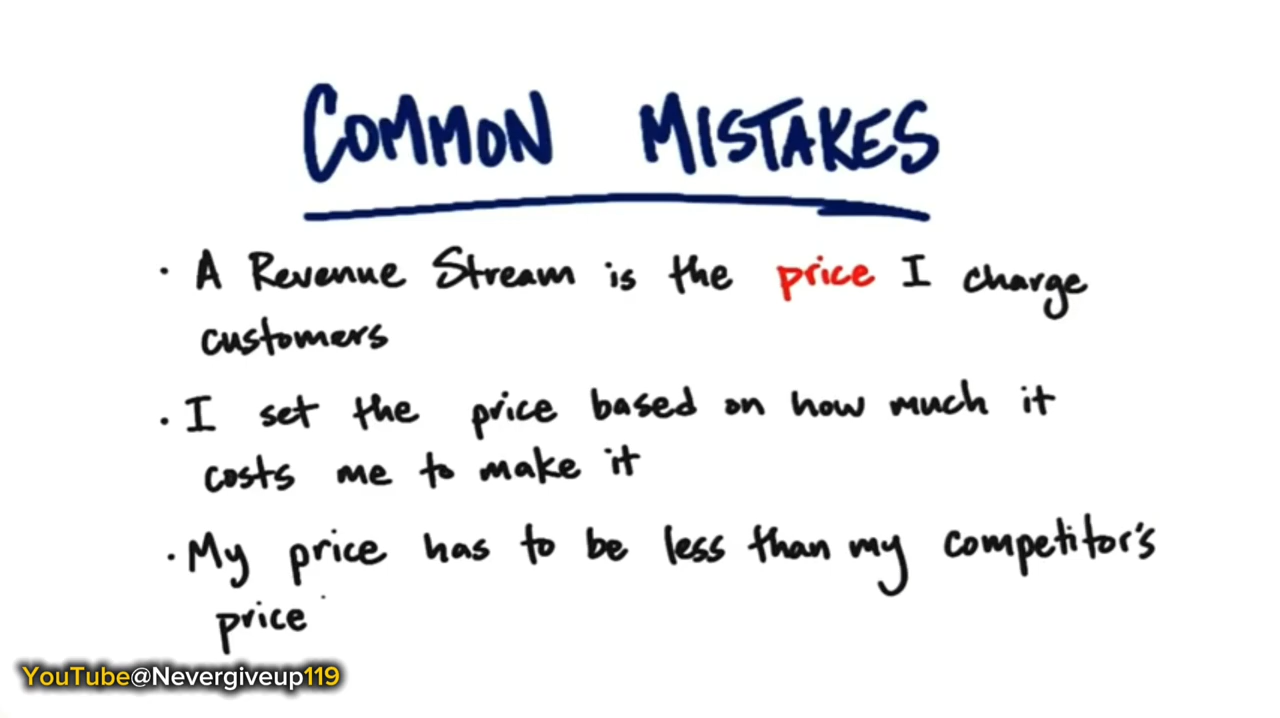 COMMON MISTAKES
· A Revenue Stream is the price I charge
customers
· I set the price based on how much it
costs me to make it
· My price has to be less than my competitor's
price
YouTube@Nevergiveup119